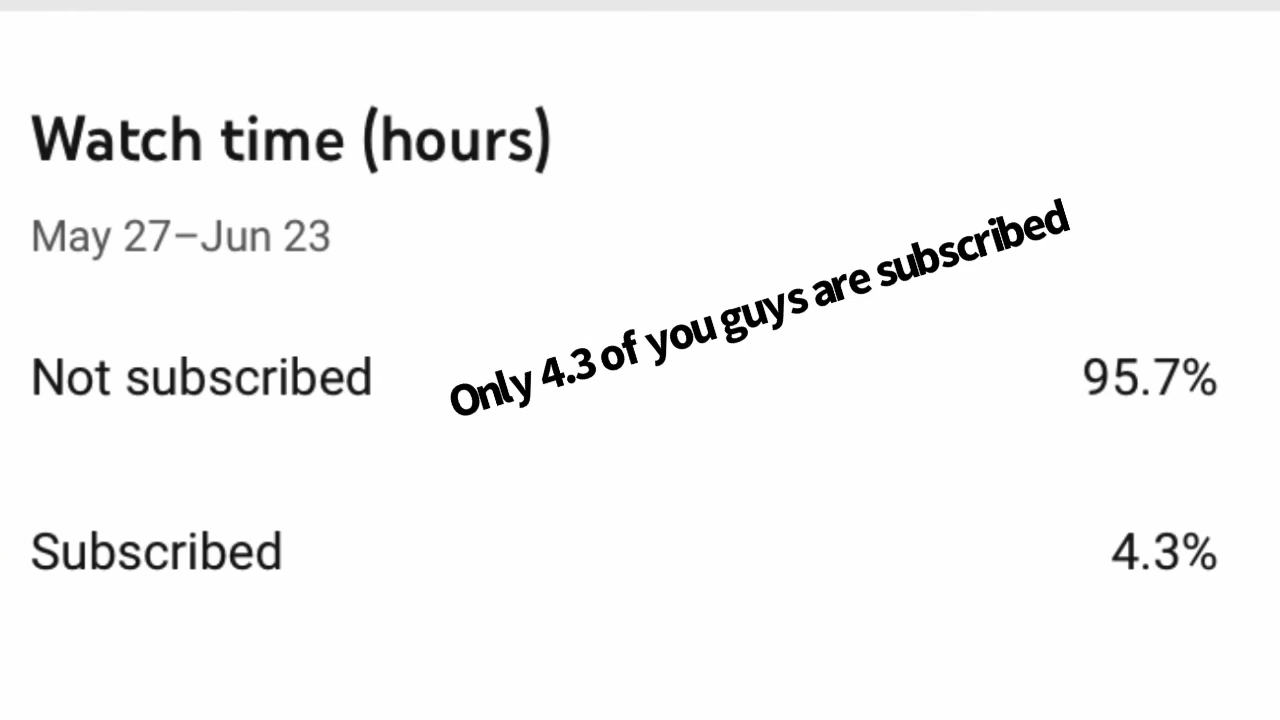 Watch time (hours)
May 27–Jun 23
Only 4.3 of you guys are subscribed
Not subscribed 95.7%
Subscribed 4.3%